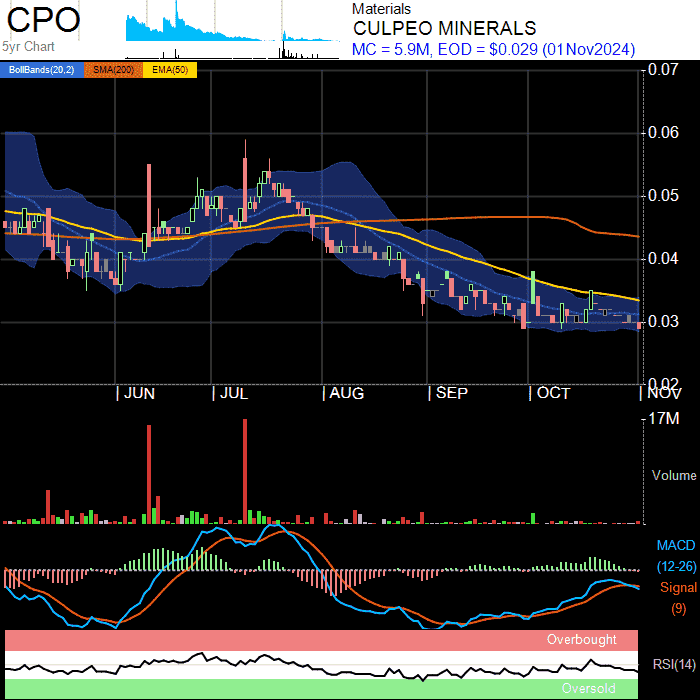 CPO
5yr Chart
Materials
CULPEO MINERALS
MC = 5.9M, EOD = $0.029 (01Nov2024)
BollBands(20,2) SMA(200) EMA(50)
0.07
0.06
0.05
0.04
0.03
0.02
JUN JUL AUG SEP OCT NOV
17M
Volume
MACD
(12-26)
Signal
(9)
Overbought
RSI(14)
Oversold